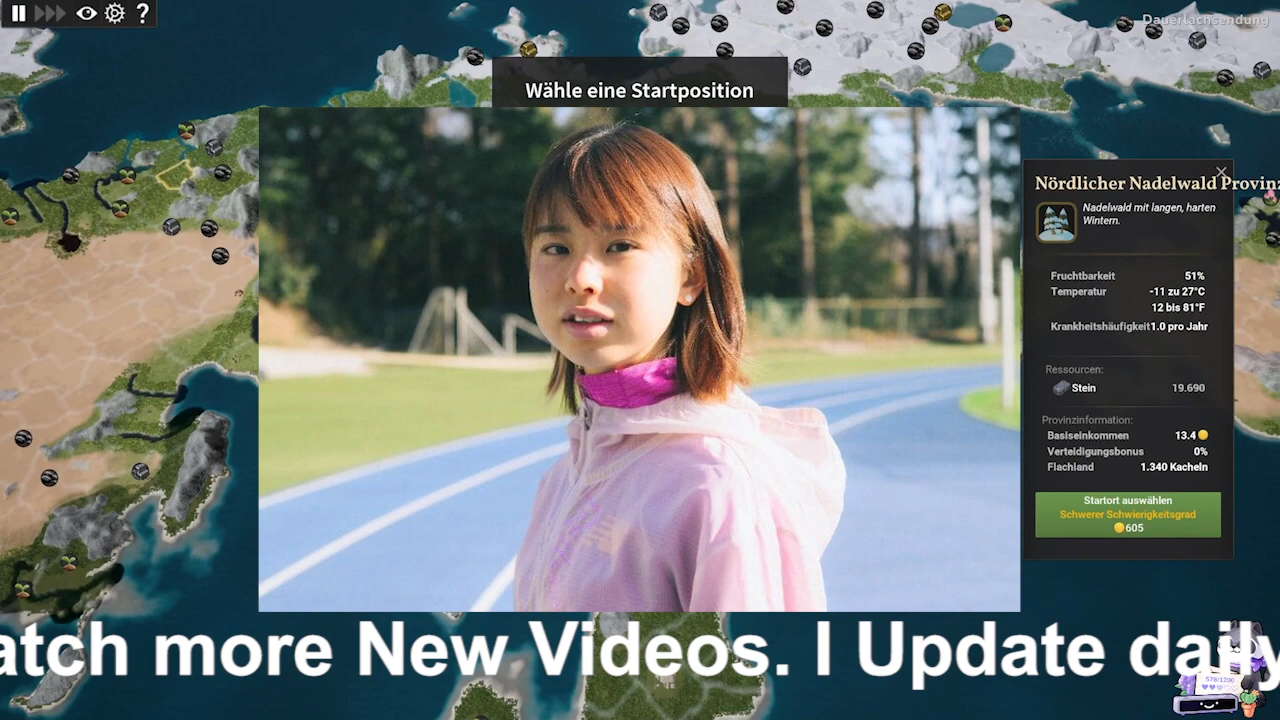 Dauerlachsendung
Wähle eine Startposition
Nördlicher Nadelwald Provinz
Nadelwald mit langen, harten
Wintern.
Fruchtbarkeit 51%
Temperatur -11 zu 27°C
12 bis 81°F
Krankheitshäufigkeit 1.0 pro Jahr
Ressourcen:
Stein 19.690
Provinzinformation:
Basiseinkommen 13.4
Verteidigungsbonus 0%
Flachland 1.340 Kacheln
Startort auswählen
Schwerer Schwierigkeitsgrad
605
atch more New Videos. I Update daily
578/1200